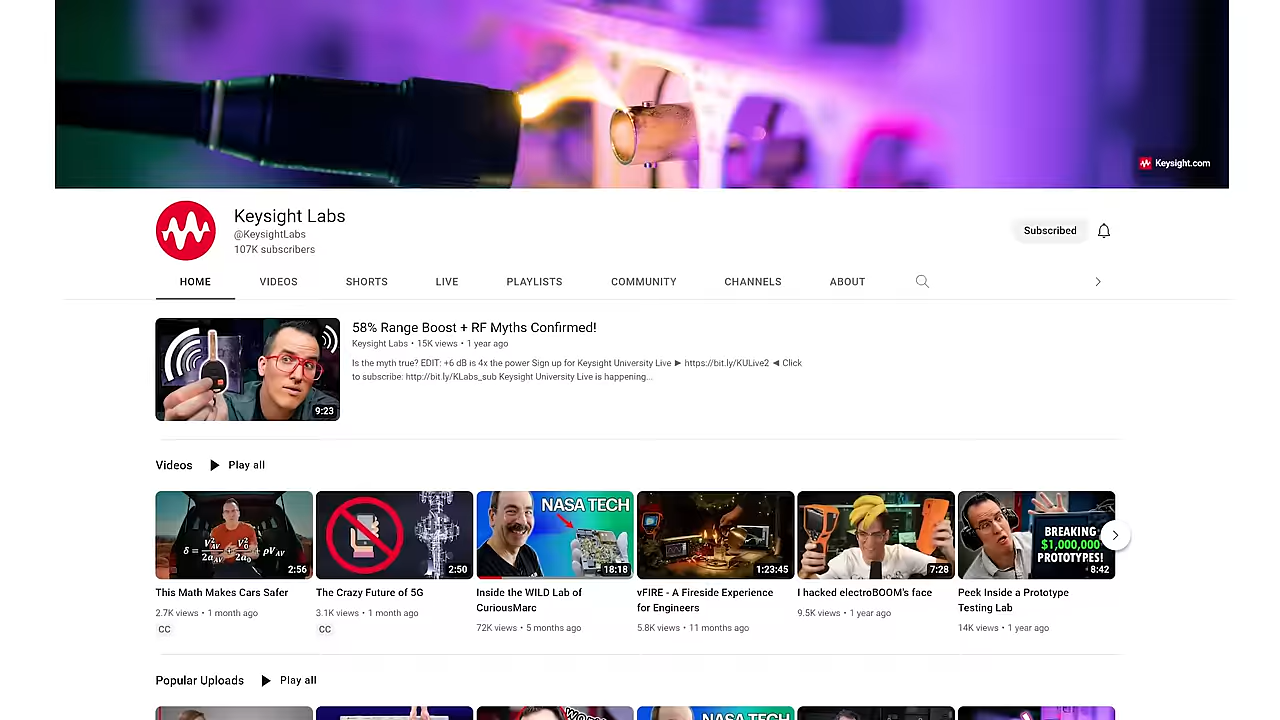 Keysight.com
Keysight Labs
@KeysightLabs
107K subscribers
Subscribed
HOME VIDEOS SHORTS LIVE PLAYLISTS COMMUNITY CHANNELS ABOUT
58% Range Boost + RF Myths Confirmed!
Keysight Labs • 15K views • 1 year ago
Is the myth true? EDIT: +6 dB is 4x the power Sign up for Keysight University Live ► https://bit.ly/KULive2 ◄ Click
to subscribe: http://bit.ly/KLabs_sub Keysight University Live is happening...
9:23
Videos ▶ Play all
2:56
This Math Makes Cars Safer
2.7K views • 1 month ago
CC
2:50
The Crazy Future of 5G
3.1K views • 1 month ago
CC
NASA TECH
18:18
Inside the WILD Lab of
CuriousMarc
72K views • 5 months ago
1:23:45
vFIRE - A Fireside Experience
for Engineers
5.8K views • 11 months ago
7:28
I hacked electroBOOM's face
9.5K views • 1 year ago
BREAKING
$1,000,000
PROTOTYPES!
8:42
Peek Inside a Prototype
Testing Lab
14K views • 1 year ago
Popular Uploads ▶ Play all
NASA TECH